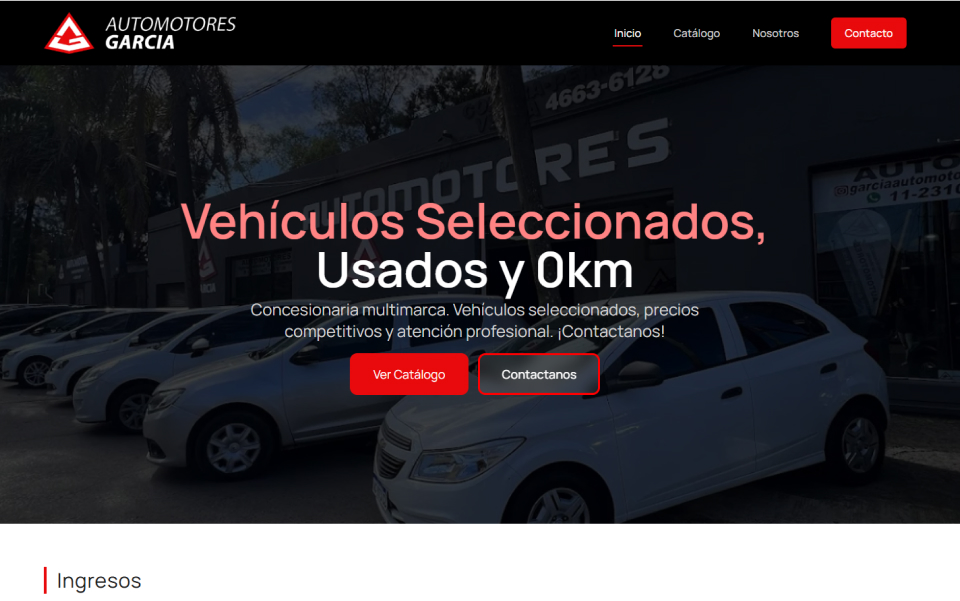 AUTOMOTORES
GARCIA
Inicio
Catálogo
Nosotros
Contacto
4663-6128
AUTOMOTORES
AUTO
@garciaautomoto
11-2310
Vehículos Seleccionados,
Usados y 0km
Concesionaria multimarca. Vehículos seleccionados, precios
competitivos y atención profesional. ¡Contactanos!
Ver Catálogo
Contactanos
Ingresos